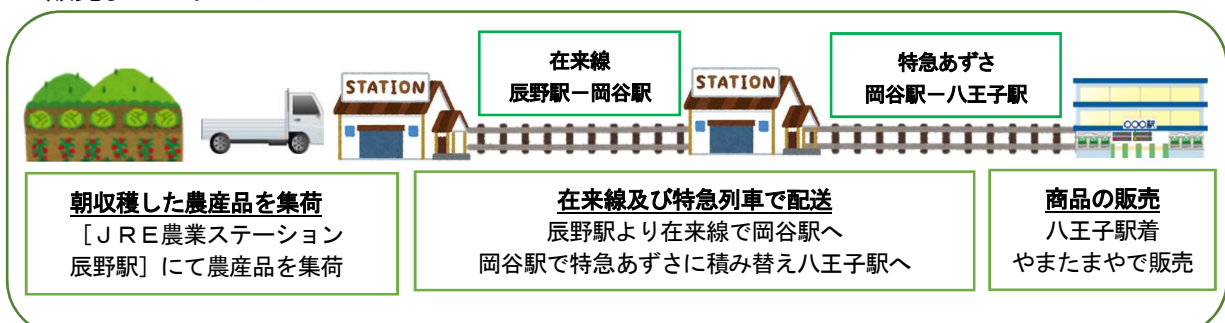 在来線
辰野駅－岡谷駅
特急あずさ
岡谷駅－八王子駅
STATION
STATION
○○○駅
朝収穫した農産品を集荷
［ＪＲＥ農業ステーション
辰野駅］にて農産品を集荷
在来線及び特急列車で配送
辰野駅より在来線で岡谷駅へ
岡谷駅で特急あずさに積み替え八王子駅へ
商品の販売
八王子駅着
やまたまやで販売